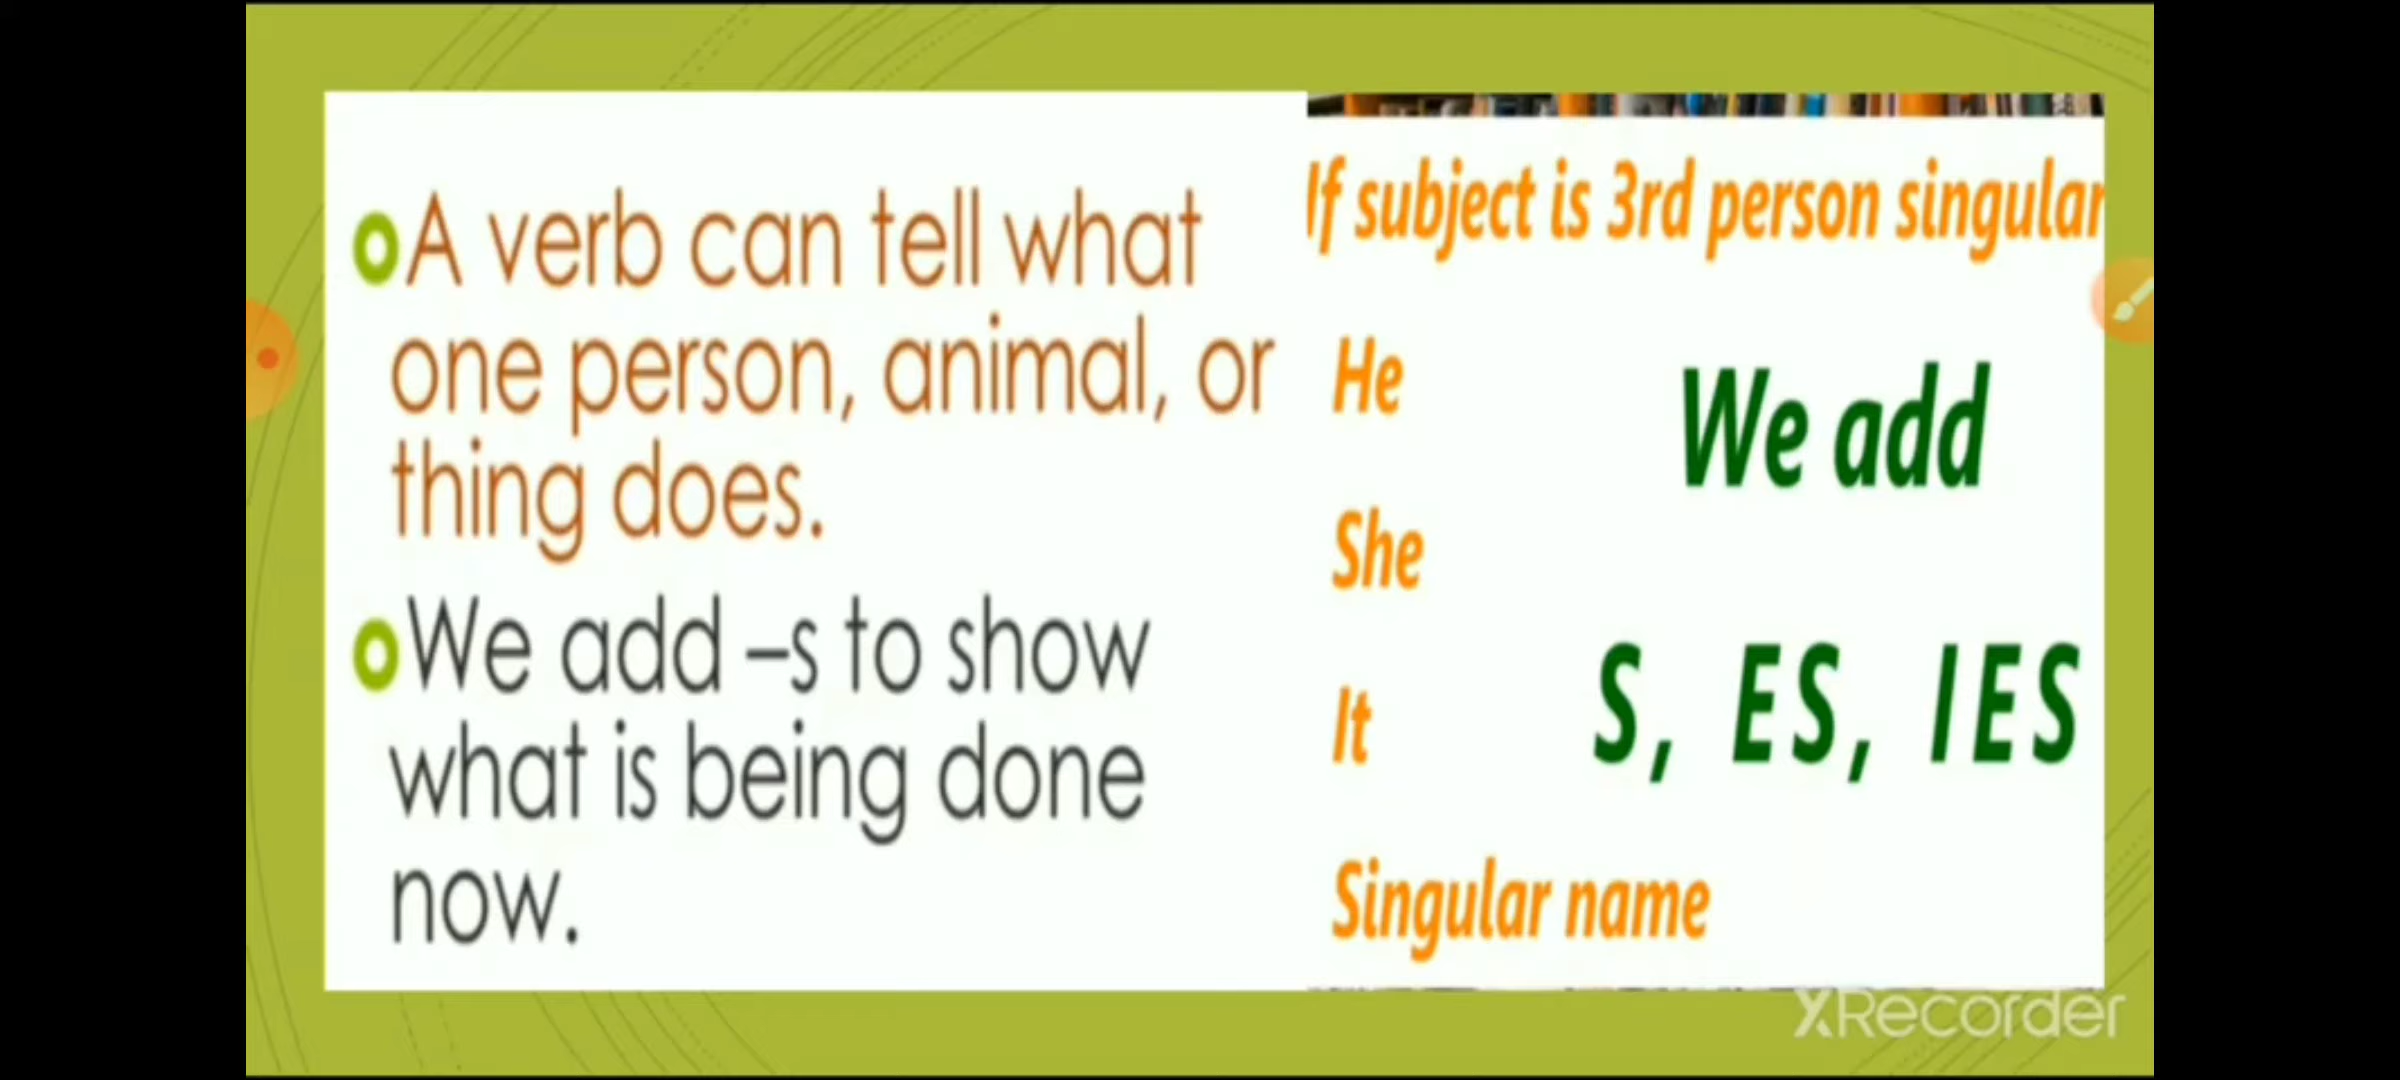 A verb can tell what
one person, animal, or
thing does.
We add –s to show
what is being done
now.
If subject is 3rd person singular
He
We add
She
It
S, ES, IES
Singular name
XRecorder